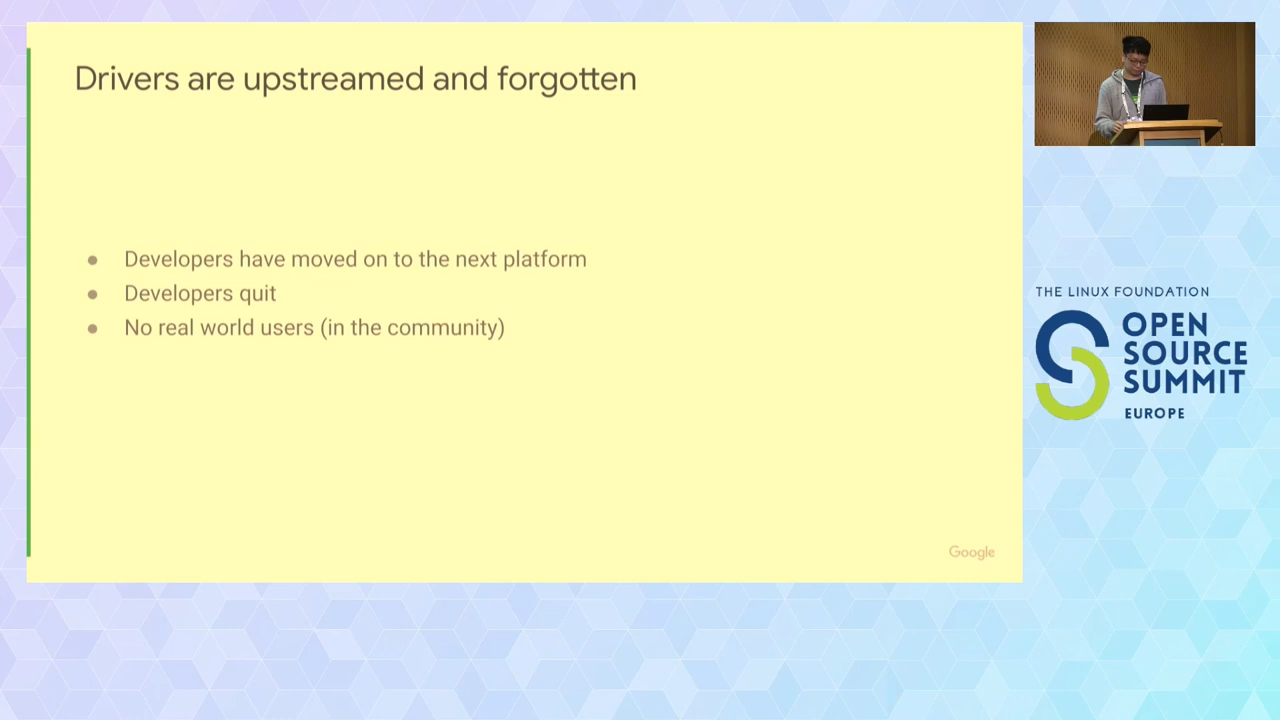 Drivers are upstreamed and forgotten
● Developers have moved on to the next platform
● Developers quit
● No real world users (in the community)
Google
THE LINUX FOUNDATION
OPEN
SOURCE
SUMMIT
EUROPE